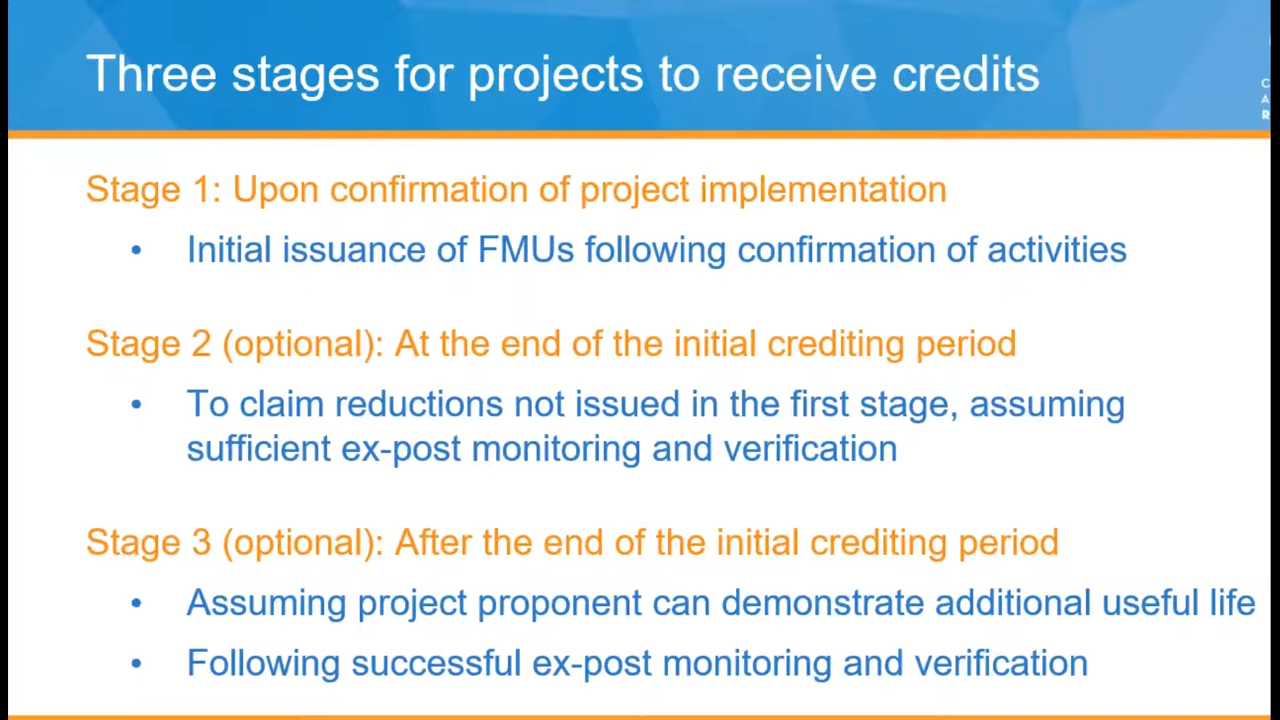 Three stages for projects to receive credits
C
A
R
Stage 1: Upon confirmation of project implementation
• Initial issuance of FMUs following confirmation of activities
Stage 2 (optional): At the end of the initial crediting period
• To claim reductions not issued in the first stage, assuming
sufficient ex-post monitoring and verification
Stage 3 (optional): After the end of the initial crediting period
• Assuming project proponent can demonstrate additional useful life
• Following successful ex-post monitoring and verification